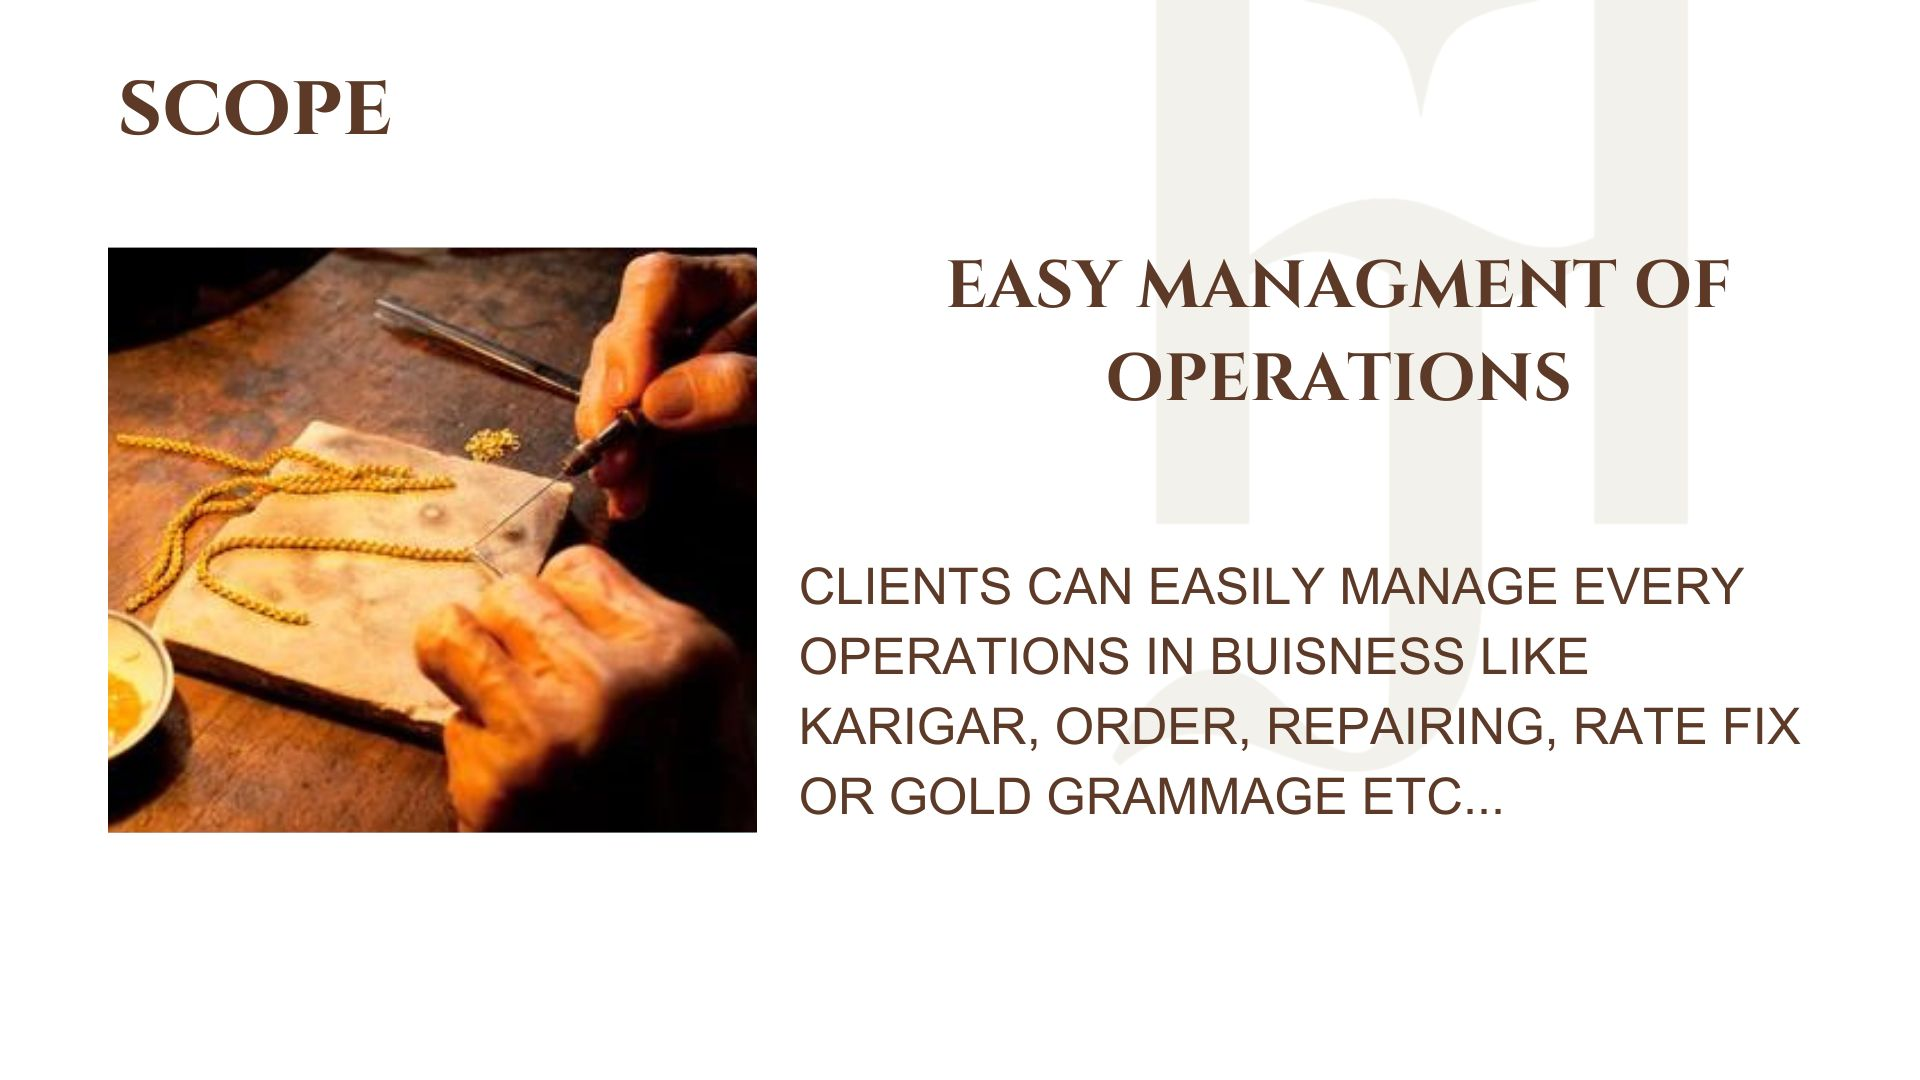 SCOPE
EASY MANAGMENT OF
OPERATIONS
CLIENTS CAN EASILY MANAGE EVERY
OPERATIONS IN BUISNESS LIKE
KARIGAR, ORDER, REPAIRING, RATE FIX
OR GOLD GRAMMAGE ETC...